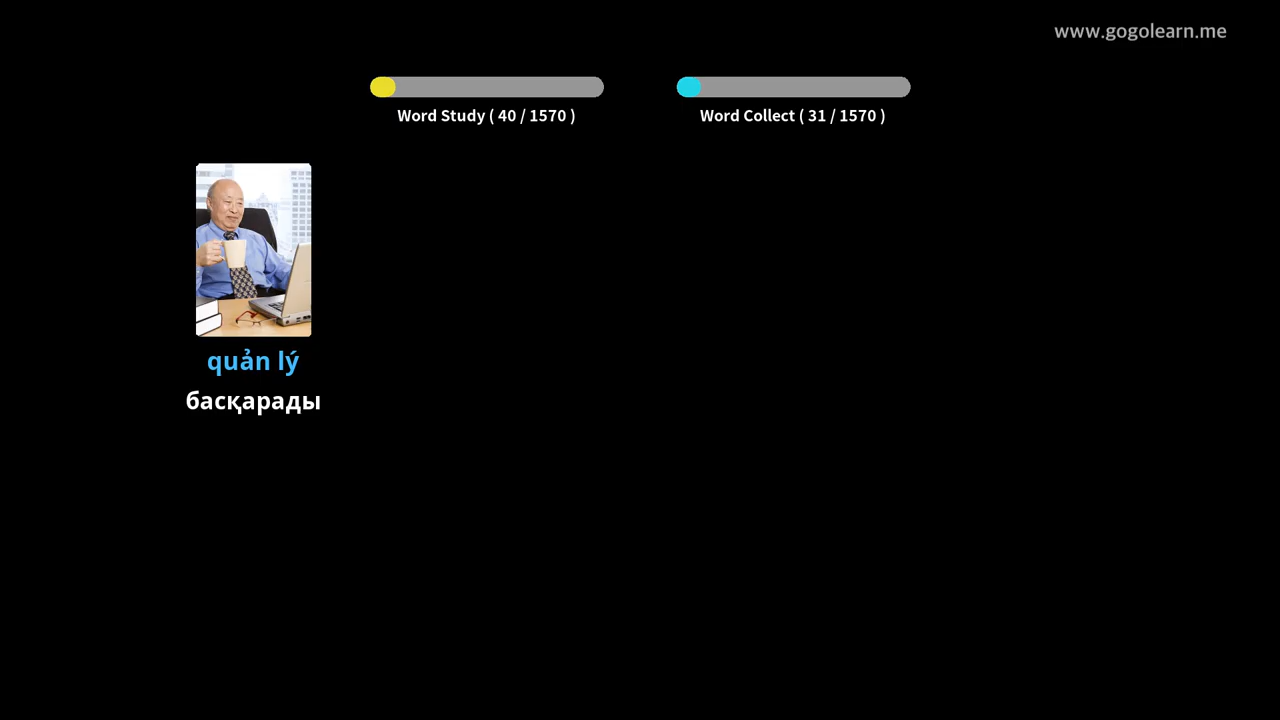 www.gogolearn.me
Word Study ( 40 / 1570 )
Word Collect ( 31 / 1570 )
quản lý
басқарады